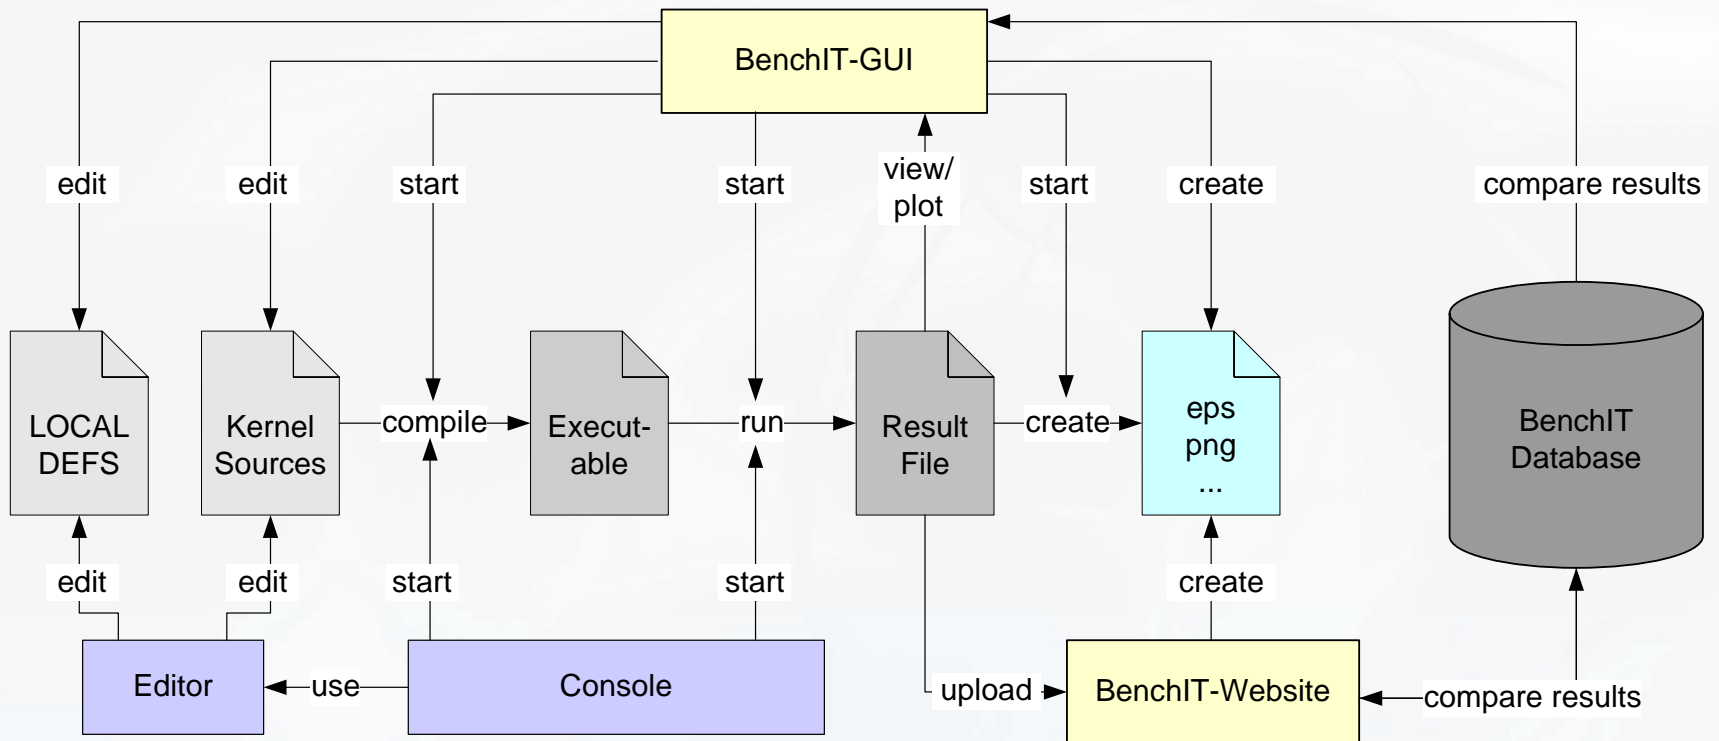 BenchIT-GUI
edit
edit
start
start
view/
plot
start
create
compare results
LOCAL
DEFS
Kernel
Sources
compile
Execut-
able
run
Result
File
create
eps
png
...
BenchIT
Database
edit
edit
start
start
create
Editor
use
Console
upload
BenchIT-Website
compare results